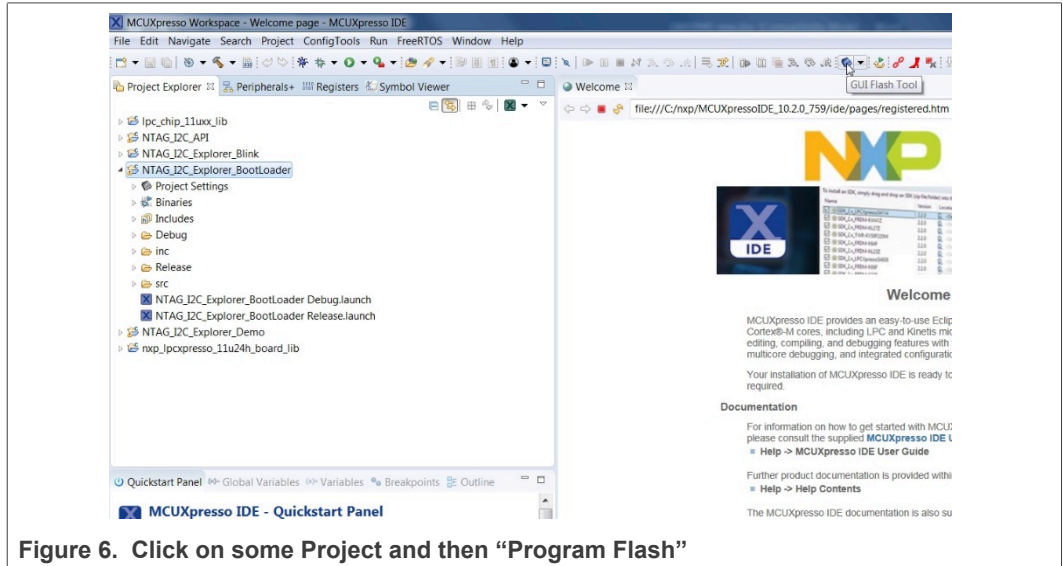 MCUXpresso Workspace - Welcome page - MCUXpresso IDE
File Edit Navigate Search Project ConfigTools Run FreeRTOS Window Help
Project Explorer Peripherals+ Registers Symbol Viewer
Welcome
GUI Flash Tool
file:///C:/nxp/MCUXpressoIDE_10.2.0_759/ide/pages/registered.htm
lpc_chip_11uxx_lib
NTAG_I2C_API
NTAG_I2C_Explorer_Blink
NTAG_I2C_Explorer_BootLoader
Project Settings
Binaries
Includes
Debug
inc
Release
src
NTAG_I2C_Explorer_BootLoader Debug.launch
NTAG_I2C_Explorer_BootLoader Release.launch
NTAG_I2C_Explorer_Demo
nxp_lpcxpresso_11u24h_board_lib
NXP
IDE
Welcome
MCUXpresso IDE provides an easy-to-use Eclip
Cortex®-M cores, including LPC and Kinetis mic
editing, compiling, and debugging features with
multicore debugging, and integrated configuratio
Your installation of MCUXpresso IDE is ready to
required.
Documentation
For information on how to get started with MCUX
please consult the supplied MCUXpresso IDE U
Help -> MCUXpresso IDE User Guide
Further product documentation is provided withi
Help -> Help Contents
The MCUXpresso IDE documentation is also su
Quickstart Panel Global Variables Variables Breakpoints Outline
MCUXpresso IDE - Quickstart Panel
Figure 6. Click on some Project and then “Program Flash”